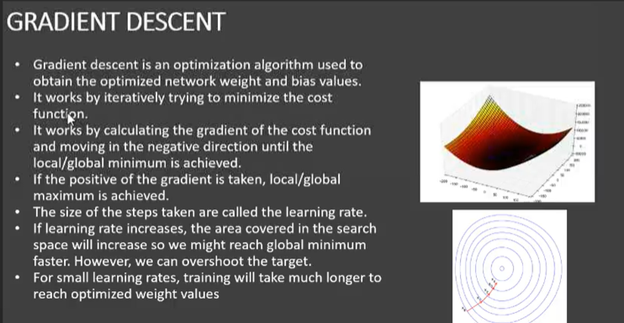 GRADIENT DESCENT
• Gradient descent is an optimization algorithm used to
obtain the optimized network weight and bias values.
• It works by iteratively trying to minimize the cost
function.
• It works by calculating the gradient of the cost function
and moving in the negative direction until the
local/global minimum is achieved.
• If the positive of the gradient is taken, local/global
maximum is achieved.
• The size of the steps taken are called the learning rate.
• If learning rate increases, the area covered in the search
space will increase so we might reach global minimum
faster. However, we can overshoot the target.
• For small learning rates, training will take much longer to
reach optimized weight values